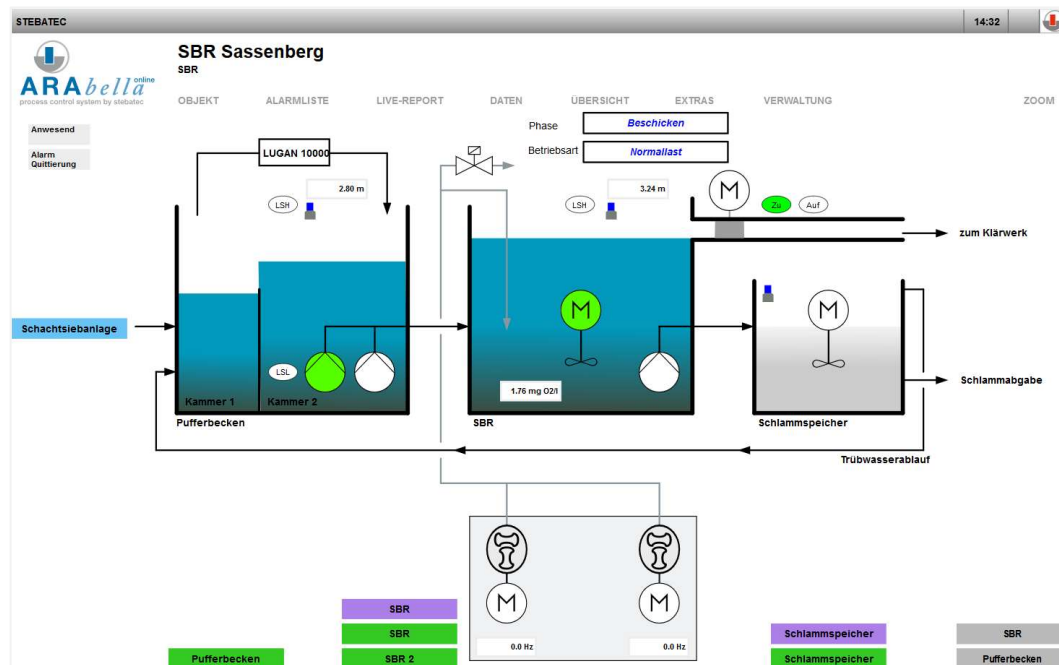 STEBATEC
14:32
ARAbella online
process control system by stebatec
SBR Sassenberg
SBR
OBJEKT
ALARMLISTE
LIVE-REPORT
DATEN
ÜBERSICHT
EXTRAS
VERWALTUNG
ZOOM
Anwesend
Alarm
Quittierung
Phase
Beschicken
Betriebsart
Normallast
LUGAN 10000
2.80 m
LSH
3.24 m
LSH
M
Zu
Auf
zum Klärwerk
Schachtsiebanlage
M
M
LSL
1.76 mg O2/l
Schlammabgabe
Kammer 1
Kammer 2
Pufferbecken
SBR
Schlammspeicher
Trübwasserablauf
M
M
0.0 Hz
0.0 Hz
SBR
SBR
Pufferbecken
SBR 2
Schlammspeicher
Schlammspeicher
SBR
Pufferbecken